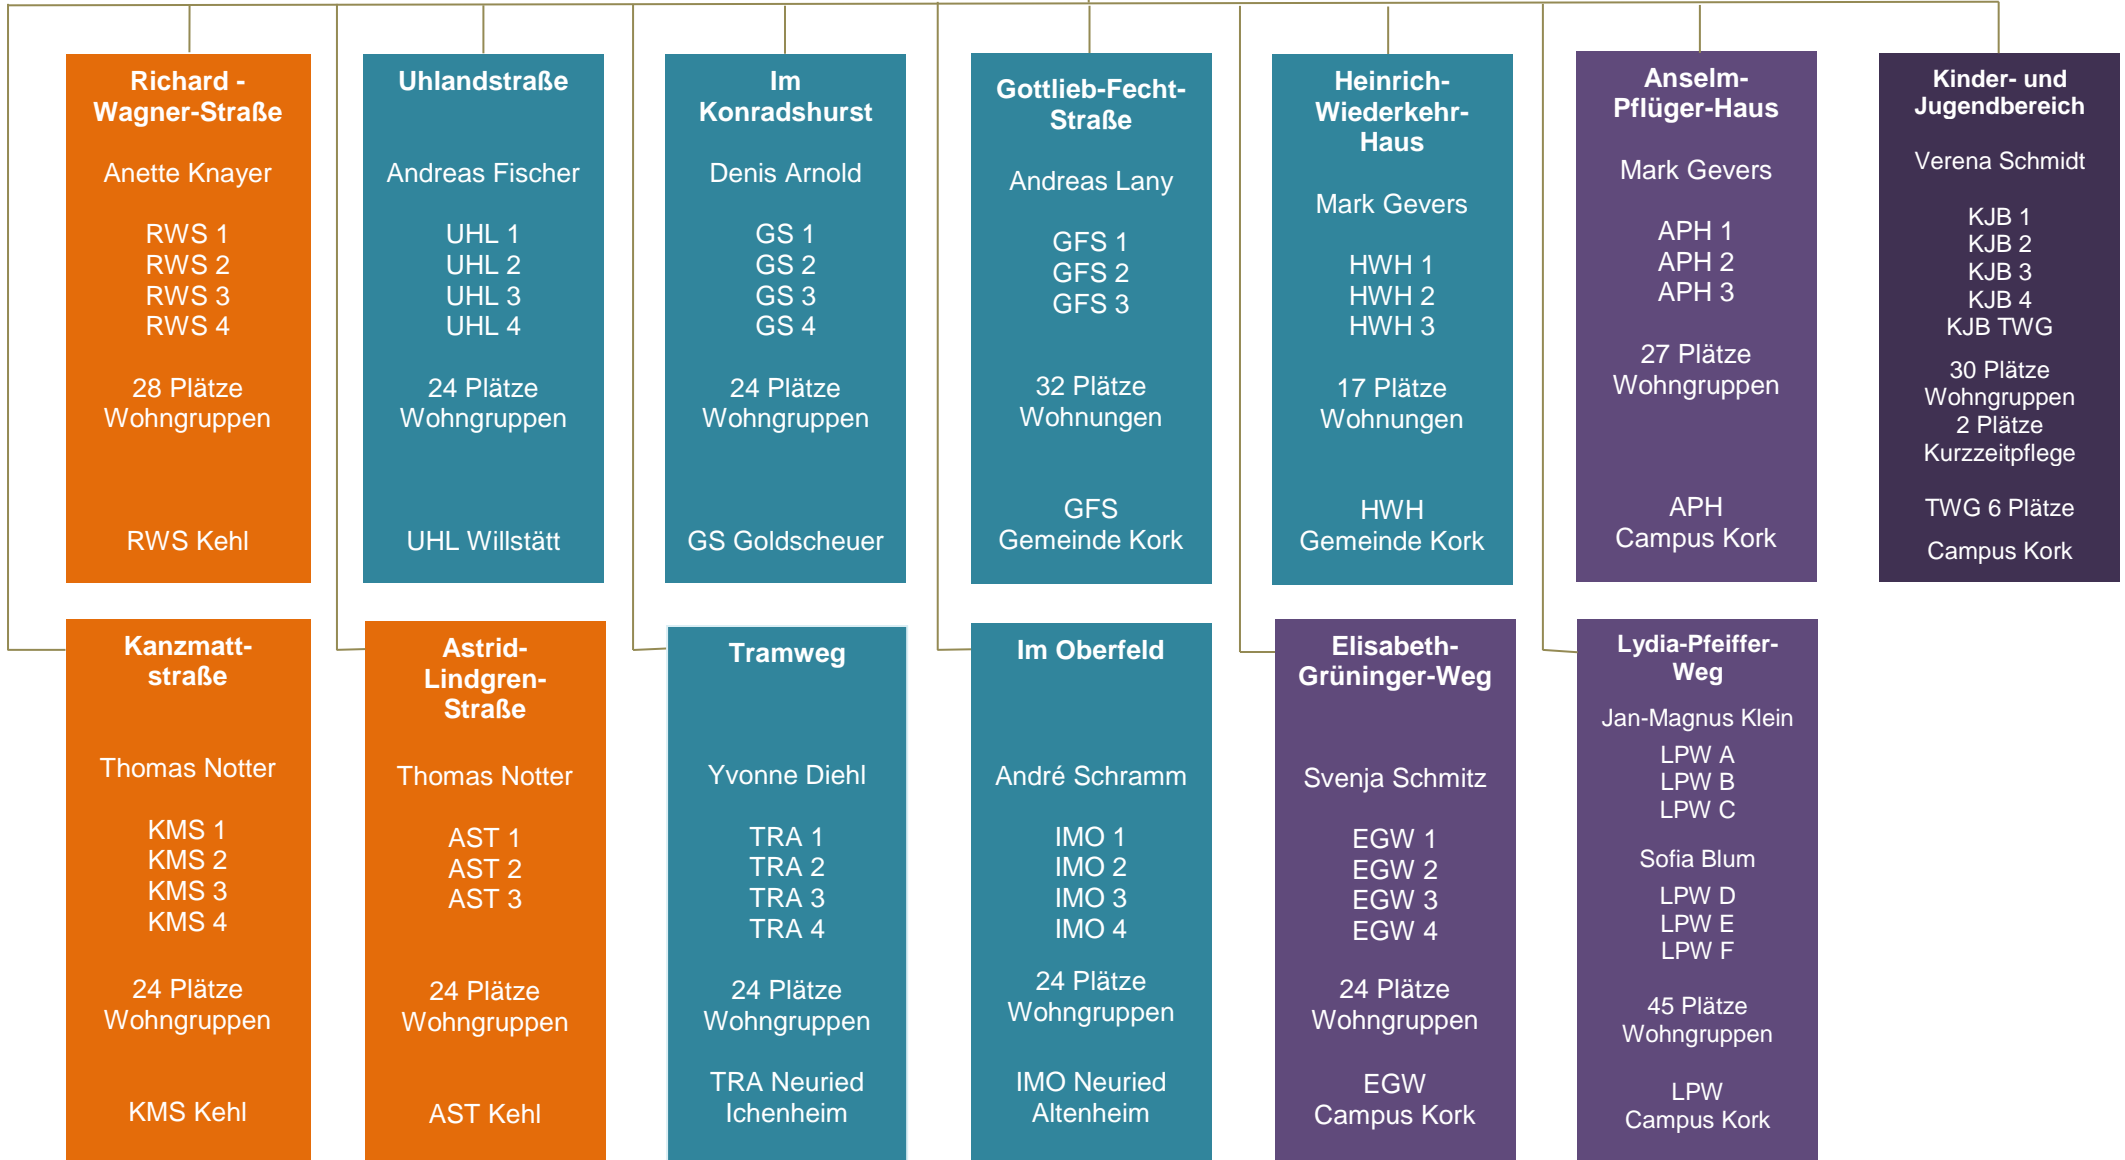 Richard -
Wagner-Straße
Anette Knayer
RWS 1
RWS 2
RWS 3
RWS 4
28 Plätze
Wohngruppen
RWS Kehl
Uhlandstraße
Andreas Fischer
UHL 1
UHL 2
UHL 3
UHL 4
24 Plätze
Wohngruppen
UHL Willstätt
Im
Konradshurst
Denis Arnold
GS 1
GS 2
GS 3
GS 4
24 Plätze
Wohngruppen
GS Goldscheuer
Gottlieb-Fecht-
Straße
Andreas Lany
GFS 1
GFS 2
GFS 3
32 Plätze
Wohnungen
GFS
Gemeinde Kork
Heinrich-
Wiederkehr-
Haus
Mark Gevers
HWH 1
HWH 2
HWH 3
17 Plätze
Wohnungen
HWH
Gemeinde Kork
Anselm-
Pflüger-Haus
Mark Gevers
APH 1
APH 2
APH 3
27 Plätze
Wohngruppen
APH
Campus Kork
Kinder- und
Jugendbereich
Verena Schmidt
KJB 1
KJB 2
KJB 3
KJB 4
KJB TWG
30 Plätze
Wohngruppen
2 Plätze
Kurzzeitpflege
TWG 6 Plätze
Campus Kork
Kanzmatt-
straße
Thomas Notter
KMS 1
KMS 2
KMS 3
KMS 4
24 Plätze
Wohngruppen
KMS Kehl
Astrid-
Lindgren-
Straße
Thomas Notter
AST 1
AST 2
AST 3
24 Plätze
Wohngruppen
AST Kehl
Tramweg
Yvonne Diehl
TRA 1
TRA 2
TRA 3
TRA 4
24 Plätze
Wohngruppen
TRA Neuried
Ichenheim
Im Oberfeld
André Schramm
IMO 1
IMO 2
IMO 3
IMO 4
24 Plätze
Wohngruppen
IMO Neuried
Altenheim
Elisabeth-
Grüninger-Weg
Svenja Schmitz
EGW 1
EGW 2
EGW 3
EGW 4
24 Plätze
Wohngruppen
EGW
Campus Kork
Lydia-Pfeiffer-
Weg
Jan-Magnus Klein
LPW A
LPW B
LPW C
Sofia Blum
LPW D
LPW E
LPW F
45 Plätze
Wohngruppen
LPW
Campus Kork